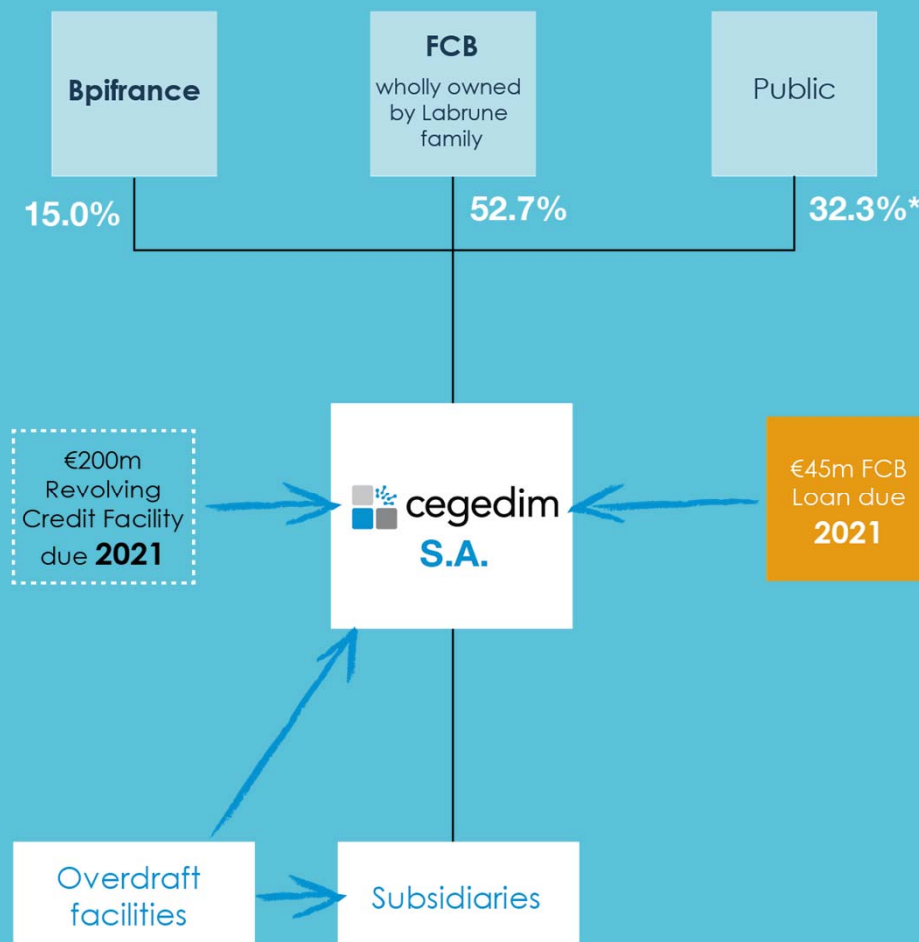 Bpifrance
FCB
wholly owned
by Labrune
family
Public
15.0%
52.7%
32.3%*
€200m
Revolving
Credit Facility
due 2021
cegedim
S.A.
€45m FCB
Loan due
2021
Overdraft
facilities
Subsidiaries